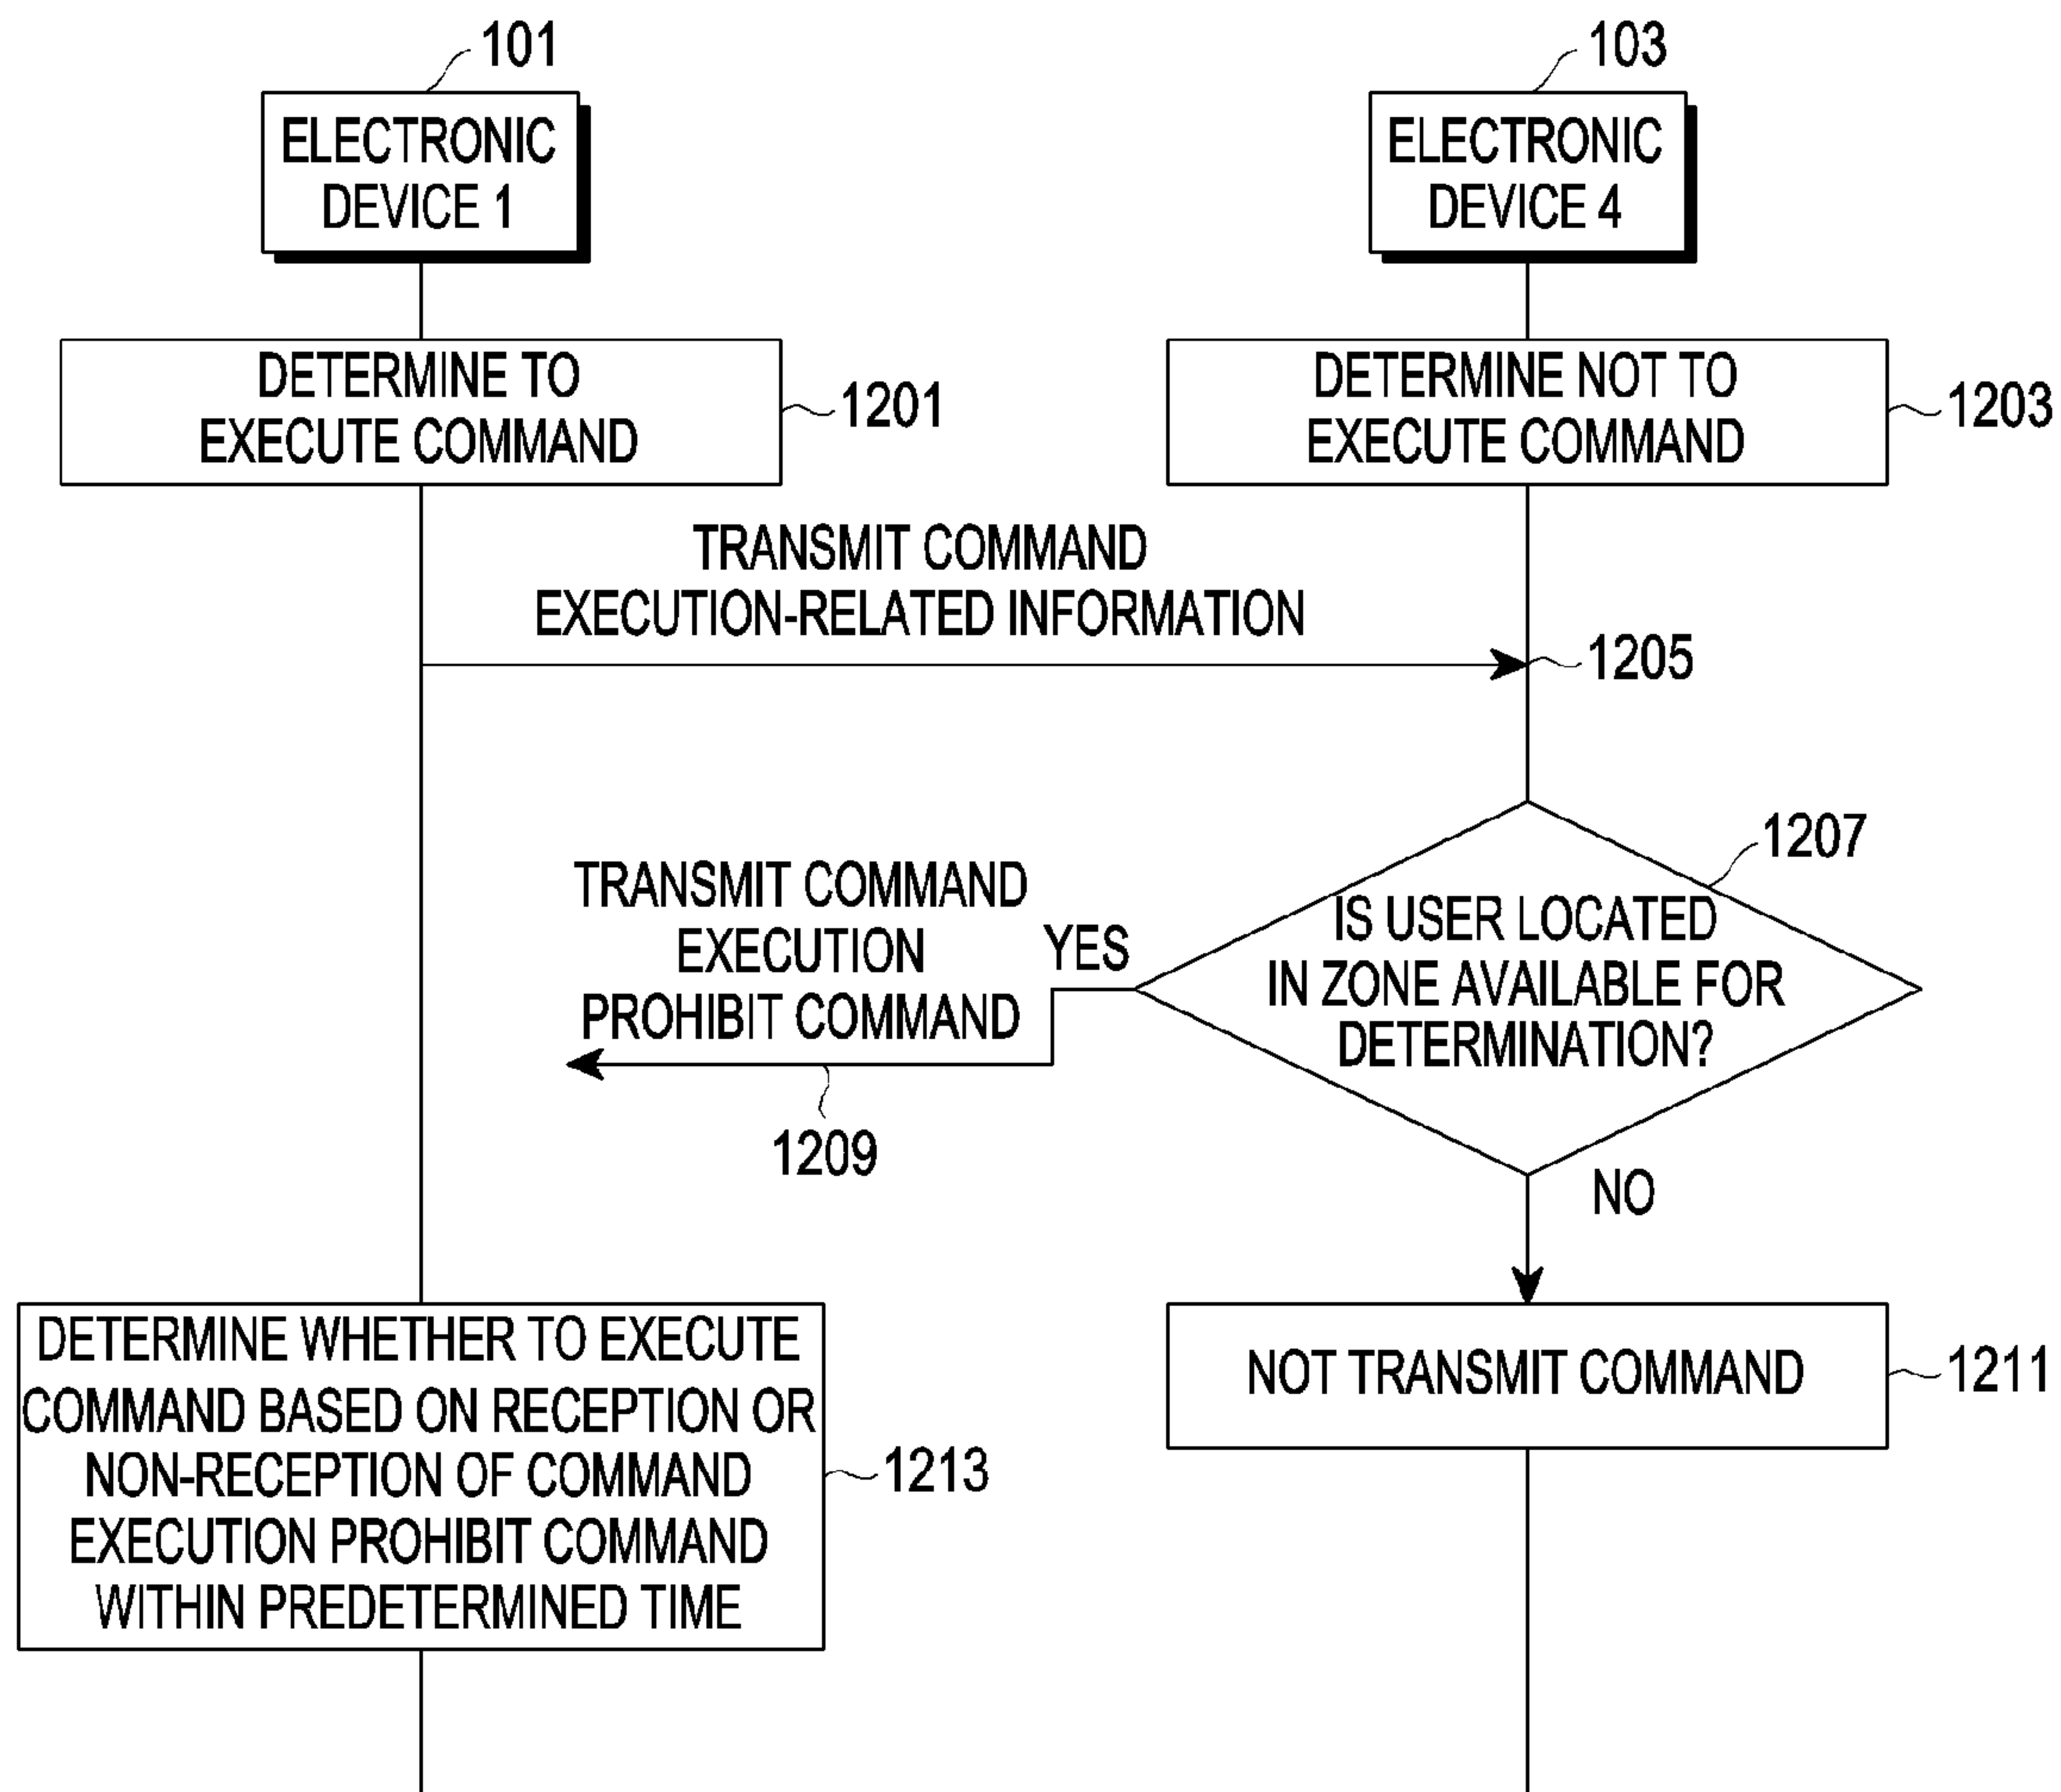 101
103
ELECTRONIC
DEVICE 1
ELECTRONIC
DEVICE 4
DETERMINE TO
EXECUTE COMMAND
1201
DETERMINE NOT TO
EXECUTE COMMAND
1203
TRANSMIT COMMAND
EXECUTION-RELATED INFORMATION
1205
1207
IS USER LOCATED
IN ZONE AVAILABLE FOR
DETERMINATION?
YES
TRANSMIT COMMAND
EXECUTION
PROHIBIT COMMAND
1209
NO
NOT TRANSMIT COMMAND
1211
DETERMINE WHETHER TO EXECUTE
COMMAND BASED ON RECEPTION OR
NON-RECEPTION OF COMMAND
EXECUTION PROHIBIT COMMAND
WITHIN PREDETERMINED TIME
1213